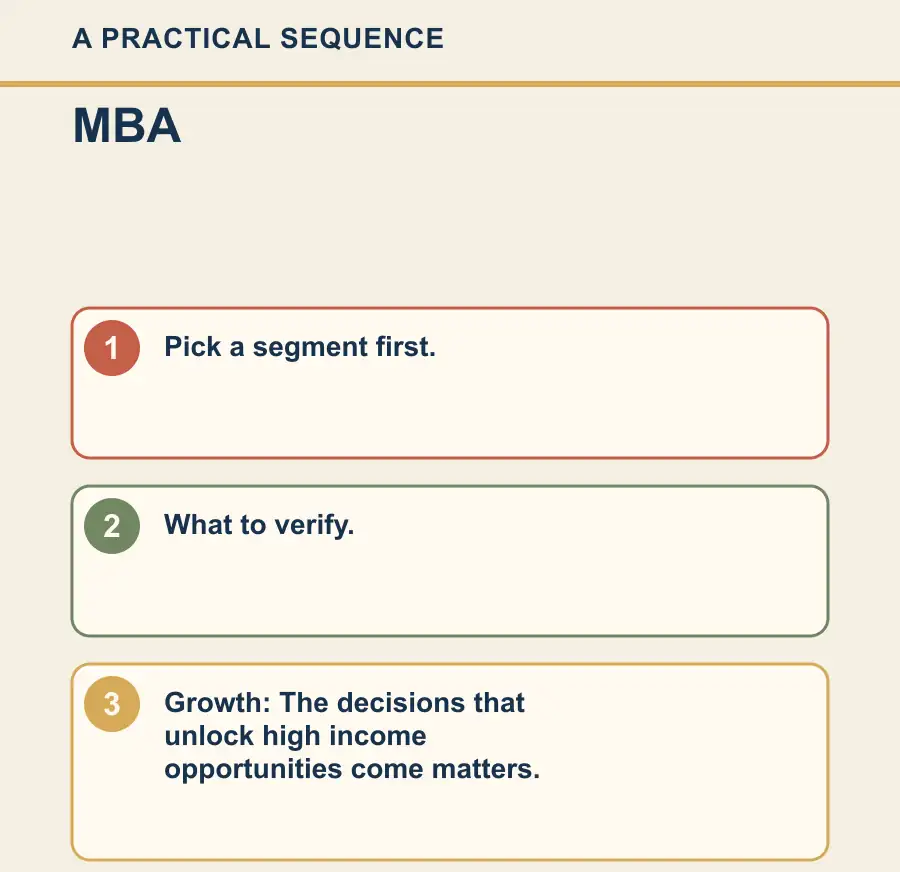 A PRACTICAL SEQUENCE
MBA
1
Pick a segment first.
2
What to verify.
3
Growth: The decisions that
unlock high income
opportunities come matters.